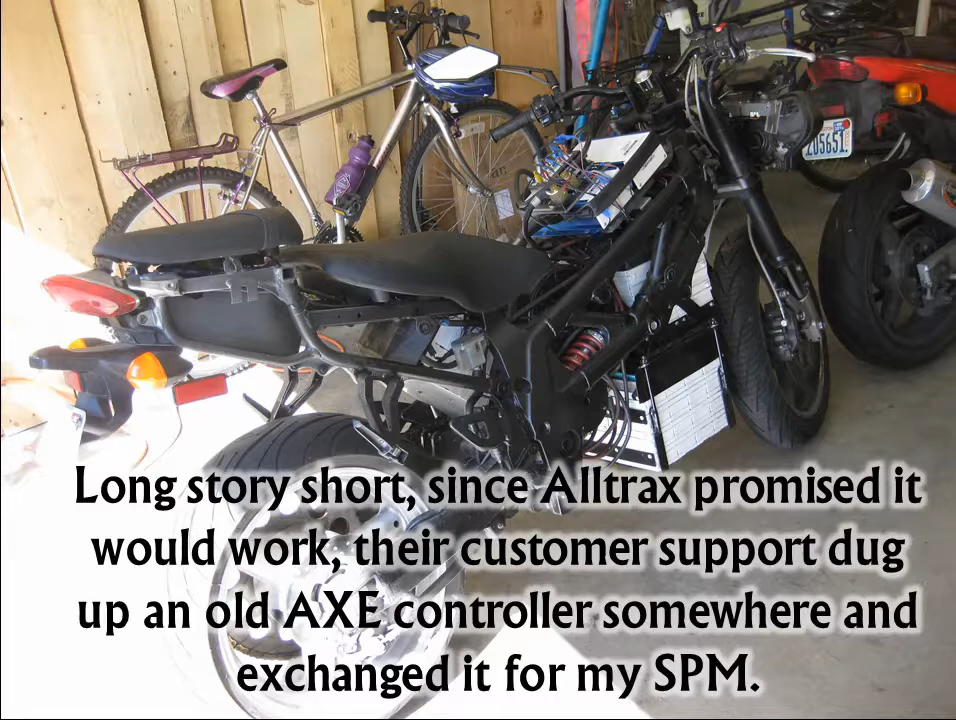 205651
Long story short, since Alltrax promised it
would work, their customer support dug
up an old AXE controller somewhere and
exchanged it for my SPM.